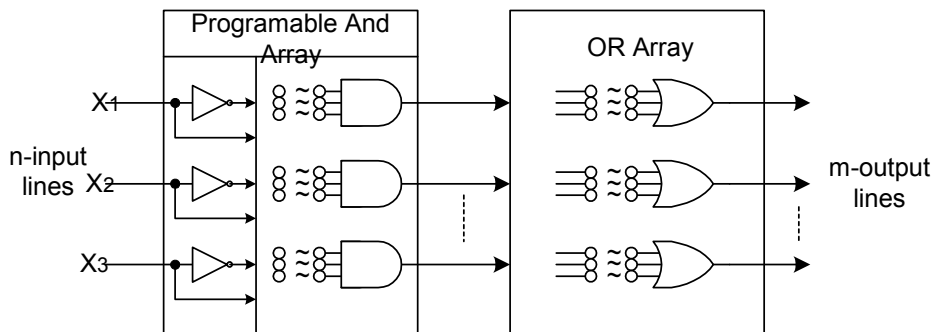 Programable And
Array
OR Array
X1
n-input
lines
X2
X3
m-output
lines